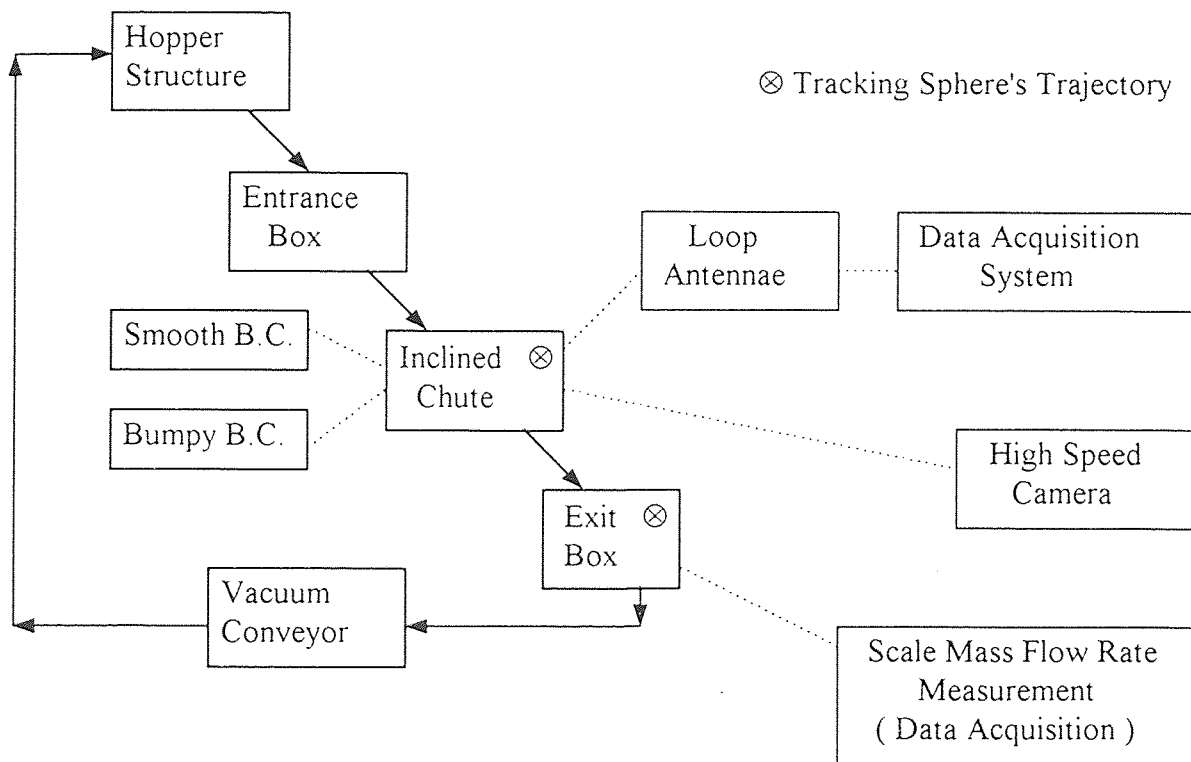 Hopper
Structure
⊗ Tracking Sphere's Trajectory
Entrance
Box
Loop
Antennae
Data Acquisition
System
Smooth B.C.
Inclined ⊗
Chute
Bumpy B.C.
High Speed
Camera
Exit ⊗
Box
Vacuum
Conveyor
Scale Mass Flow Rate
Measurement
( Data Acquisition )